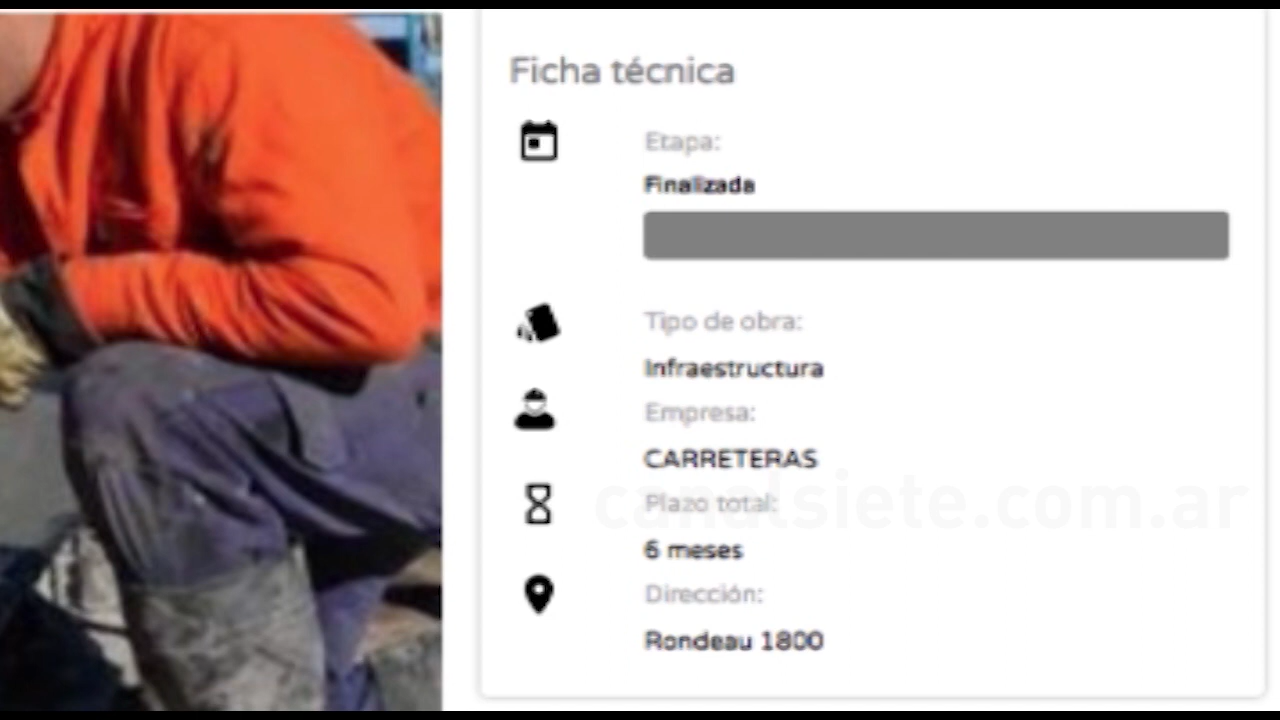 Ficha técnica
Etapa:
Finalizada
Tipo de obra:
Infraestructura
Empresa:
CARRETERAS
canalsiete.com.ar
Plazo total:
6 meses
Dirección:
Rondeau 1800